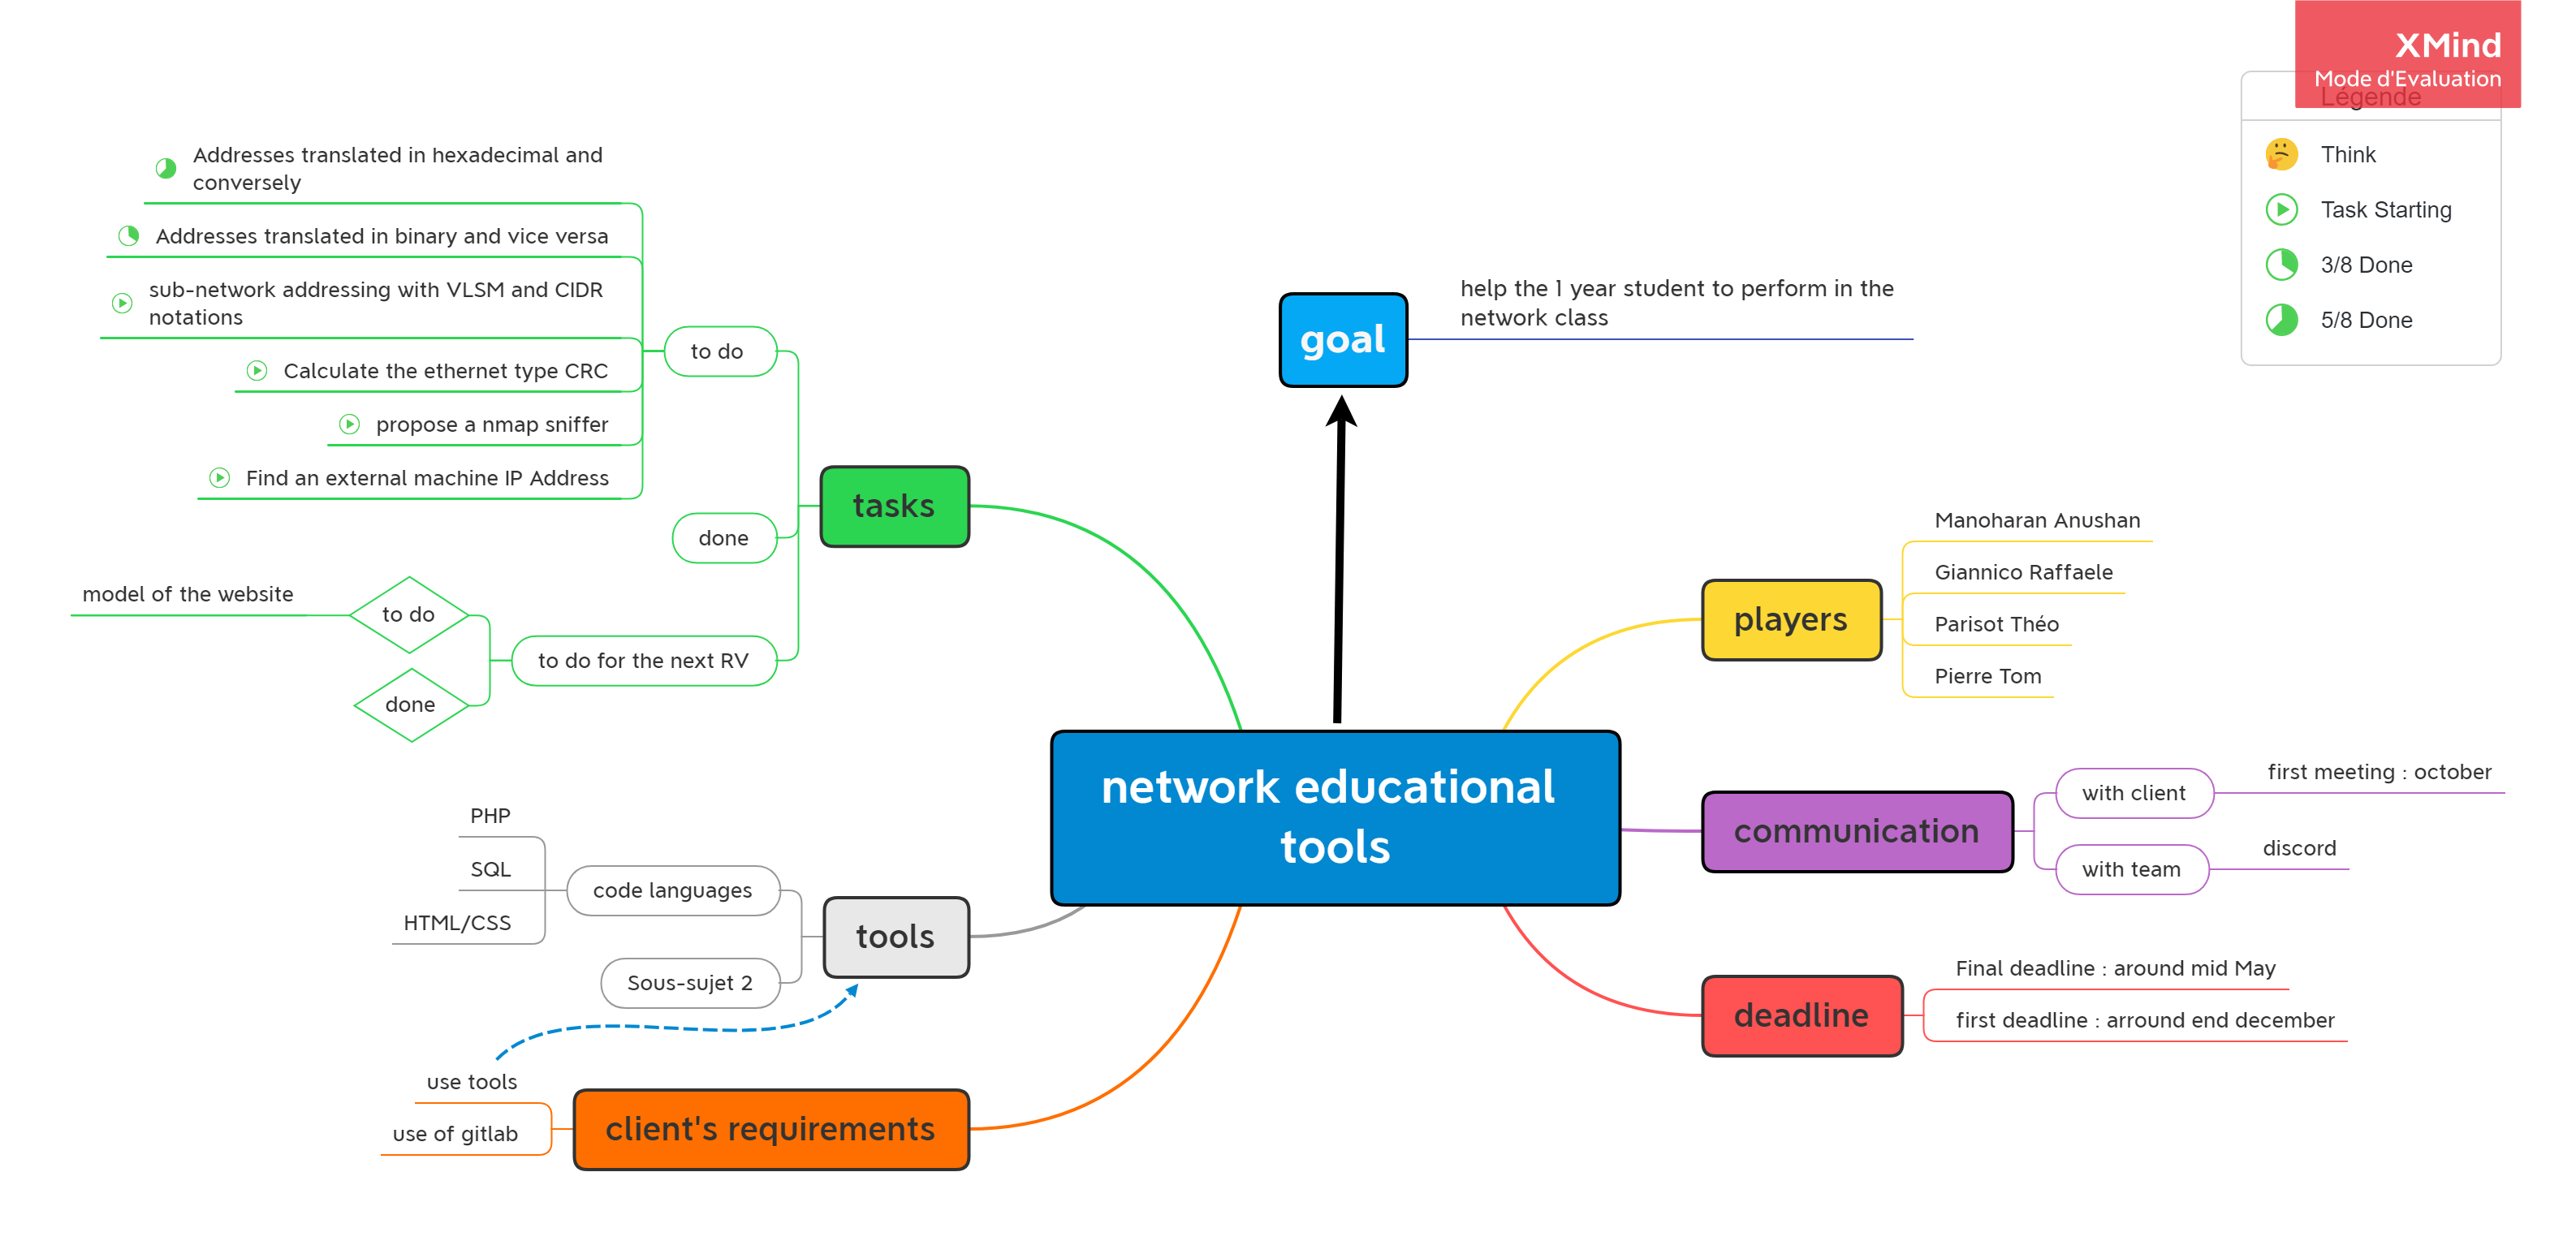 XMind
Mode d'Evaluation
Légende
Think
Task Starting
3/8 Done
5/8 Done
Addresses translated in hexadecimal and
conversely
Addresses translated in binary and vice versa
sub-network addressing with VLSM and CIDR
notations
Calculate the ethernet type CRC
propose a nmap sniffer
Find an external machine IP Address
to do
done
tasks
model of the website
to do
done
to do for the next RV
goal
help the 1 year student to perform in the
network class
players
Manoharan Anushan
Giannico Raffaele
Parisot Théo
Pierre Tom
network educational
tools
communication
with client
first meeting : october
with team
discord
PHP
SQL
HTML/CSS
code languages
Sous-sujet 2
tools
deadline
Final deadline : around mid May
first deadline : arround end december
use tools
use of gitlab
client's requirements